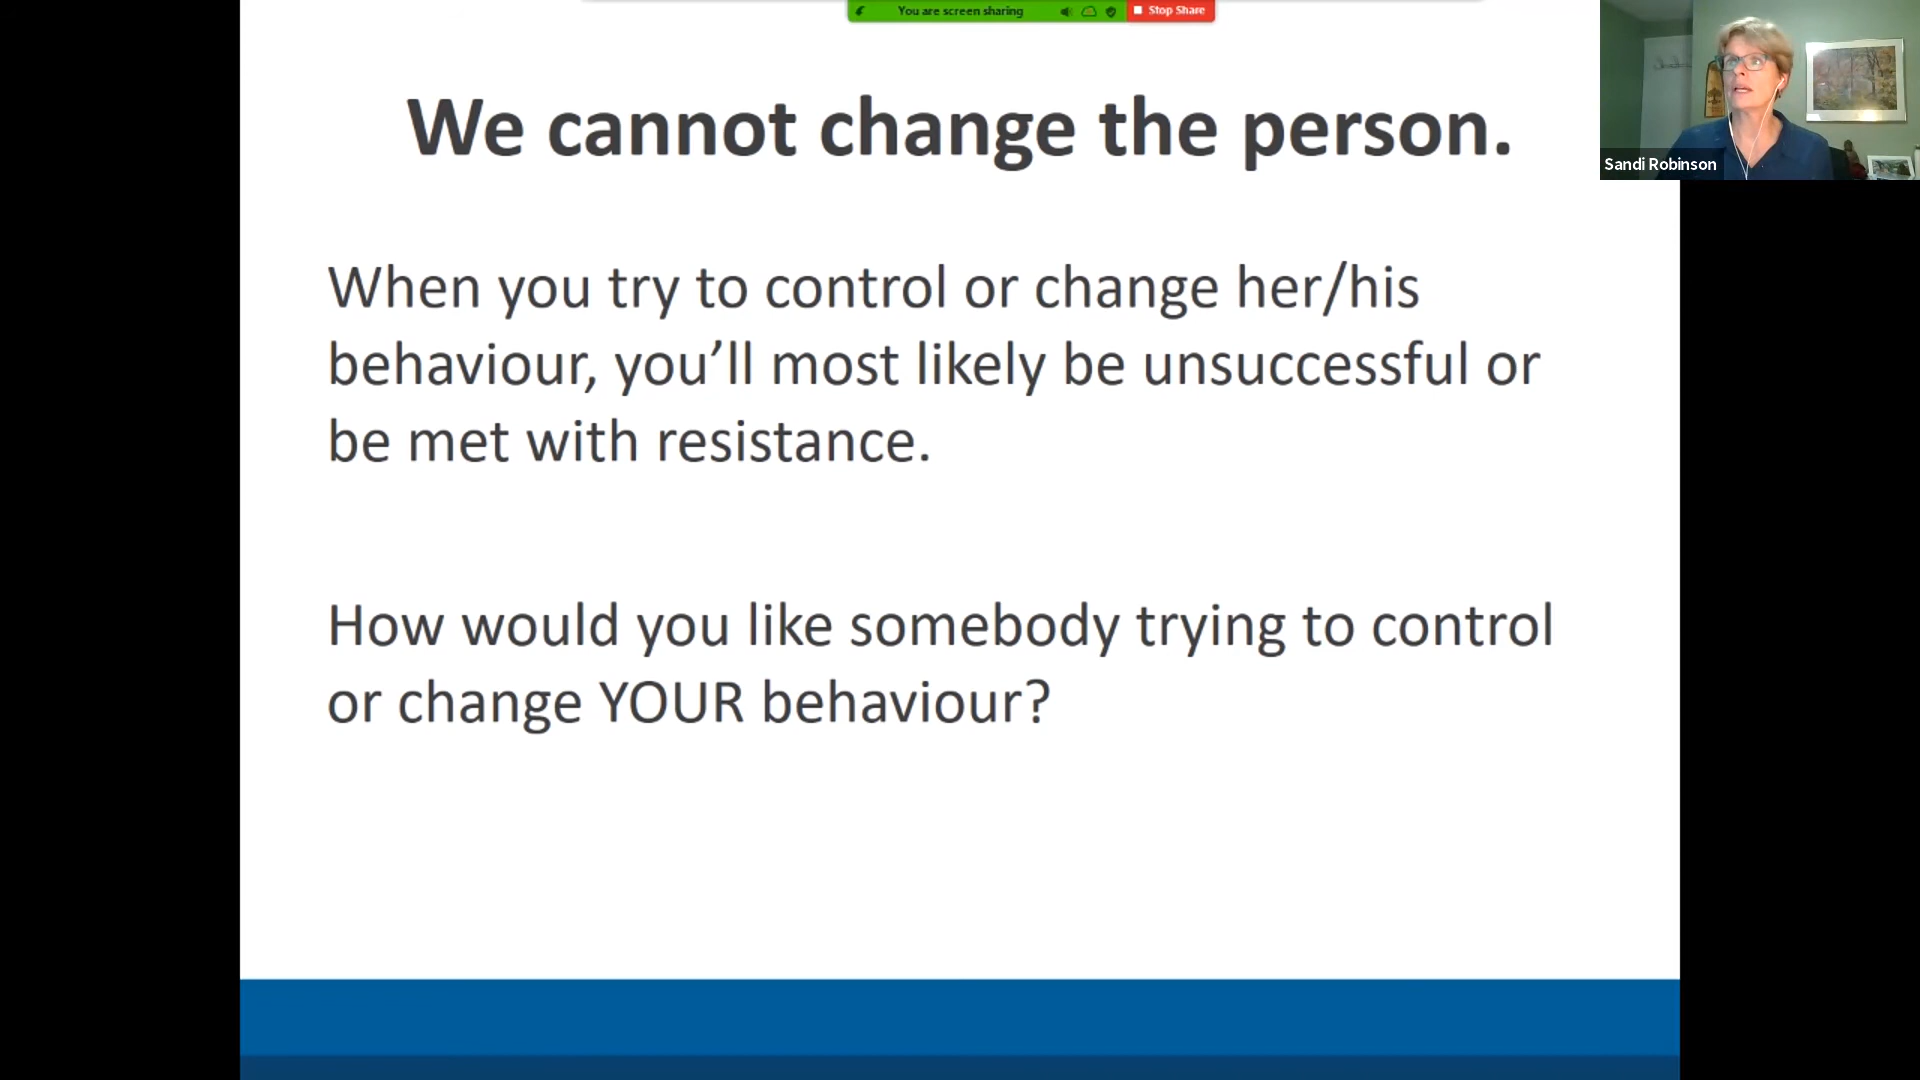 You are screen sharing
Stop Share
We cannot change the person.
Sandi Robinson
When you try to control or change her/his
behaviour, you’ll most likely be unsuccessful or
be met with resistance.
How would you like somebody trying to control
or change YOUR behaviour?